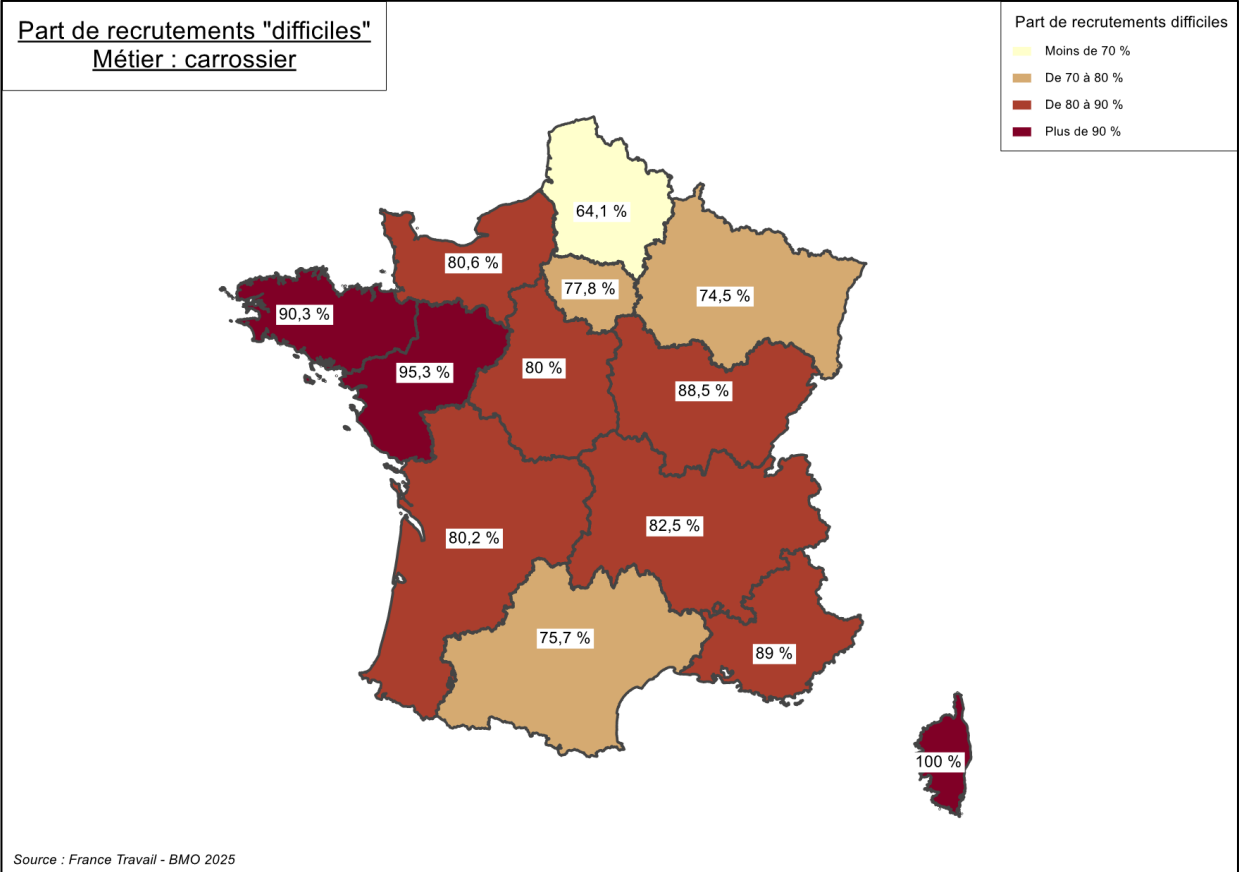 Part de recrutements "difficiles"
Métier : carrossier
Part de recrutements difficiles
Moins de 70 %
De 70 à 80 %
De 80 à 90 %
Plus de 90 %
64,1 %
80,6 %
77,8 %
74,5 %
90,3 %
95,3 %
80 %
88,5 %
80,2 %
82,5 %
75,7 %
89 %
100 %
Source : France Travail - BMO 2025